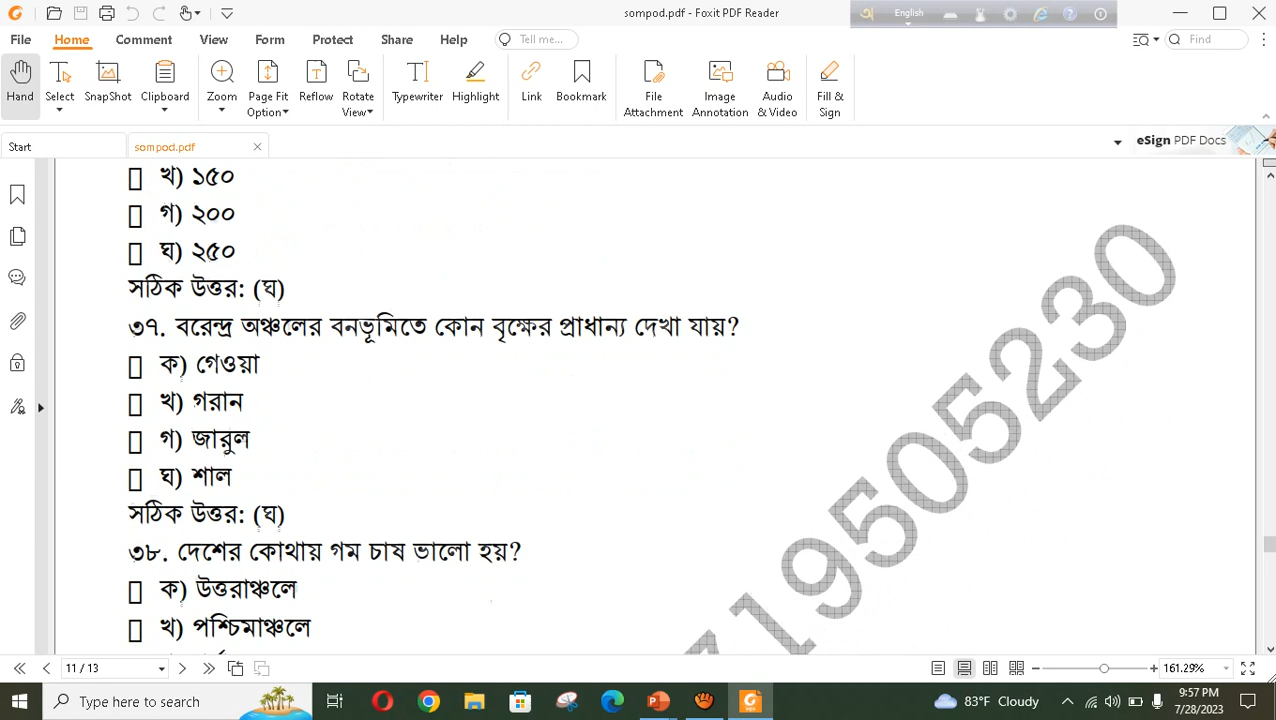 sompod.pdf - Foxit PDF Reader
অ English
File Home Comment View Form Protect Share Help Tell me... Find
Hand Select SnapShot Clipboard Zoom Page Fit Option Reflow Rotate View Typewriter Highlight Link Bookmark File Attachment Image Annotation Audio & Video Fill & Sign
Start sompod.pdf eSign PDF Docs
খ) ১৫০
গ) ২০০
ঘ) ২৫০
সঠিক উত্তর: (ঘ)
৩৭. বরেন্দ্র অঞ্চলের বনভূমিতে কোন বৃক্ষের প্রাধান্য দেখা যায়?
ক) গেওয়া
খ) গরান
গ) জারুল
ঘ) শাল
সঠিক উত্তর: (ঘ)
৩৮. দেশের কোথায় গম চাষ ভালো হয়?
ক) উত্তরাঞ্চলে
খ) পশ্চিমাঞ্চলে
719505230
11 / 13 161.29%
Type here to search 83°F Cloudy 9:57 PM
7/28/2023